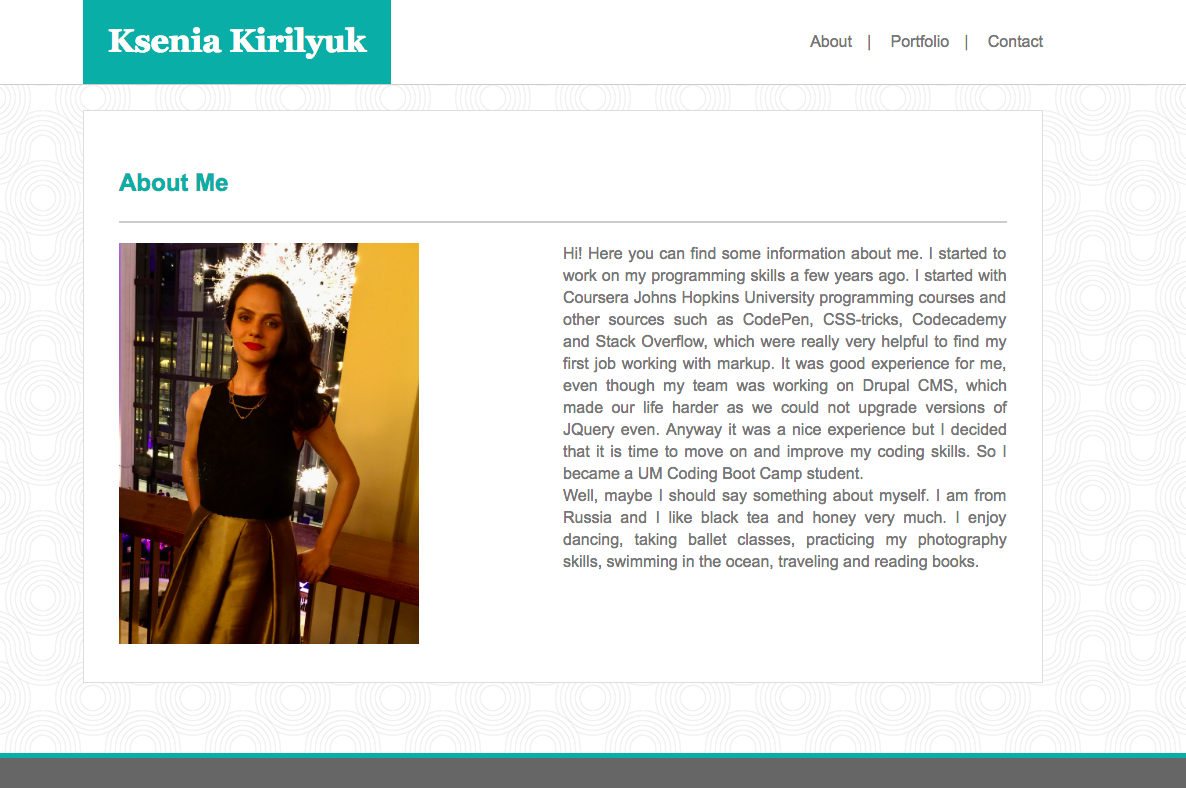 Ksenia Kirilyuk
About | Portfolio | Contact
About Me
Hi! Here you can find some information about me. I started to
work on my programming skills a few years ago. I started with
Coursera Johns Hopkins University programming courses and
other sources such as CodePen, CSS-tricks, Codecademy
and Stack Overflow, which were really very helpful to find my
first job working with markup. It was good experience for me,
even though my team was working on Drupal CMS, which
made our life harder as we could not upgrade versions of
JQuery even. Anyway it was a nice experience but I decided
that it is time to move on and improve my coding skills. So I
became a UM Coding Boot Camp student.
Well, maybe I should say something about myself. I am from
Russia and I like black tea and honey very much. I enjoy
dancing, taking ballet classes, practicing my photography
skills, swimming in the ocean, traveling and reading books.